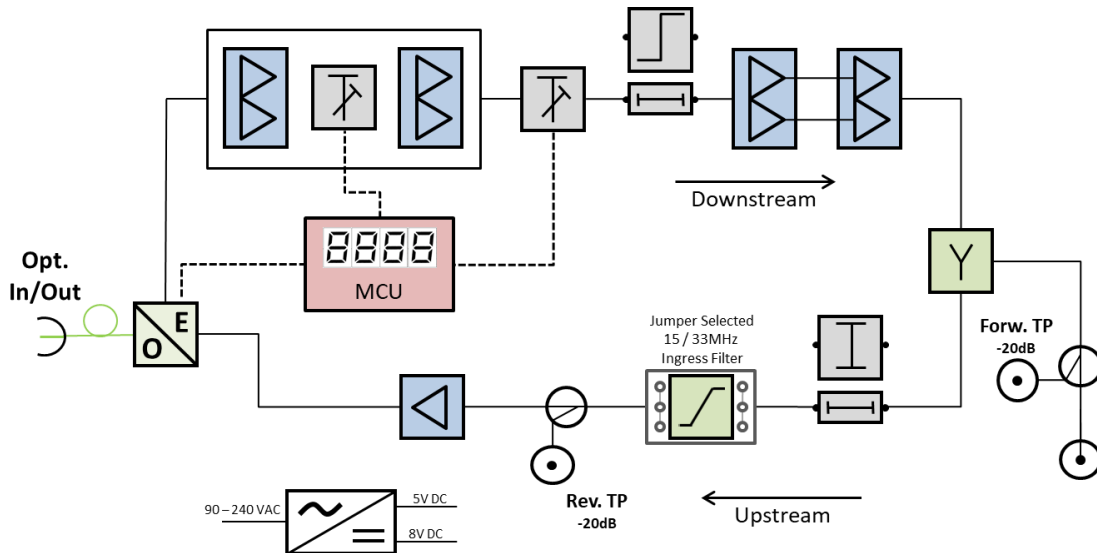 Downstream
8888
MCU
Opt.
In/Out
E
O
Y
Jumper Selected
15 / 33MHz
Ingress Filter
Forw. TP
-20dB
Rev. TP
-20dB
Upstream
90 – 240 VAC
5V DC
8V DC